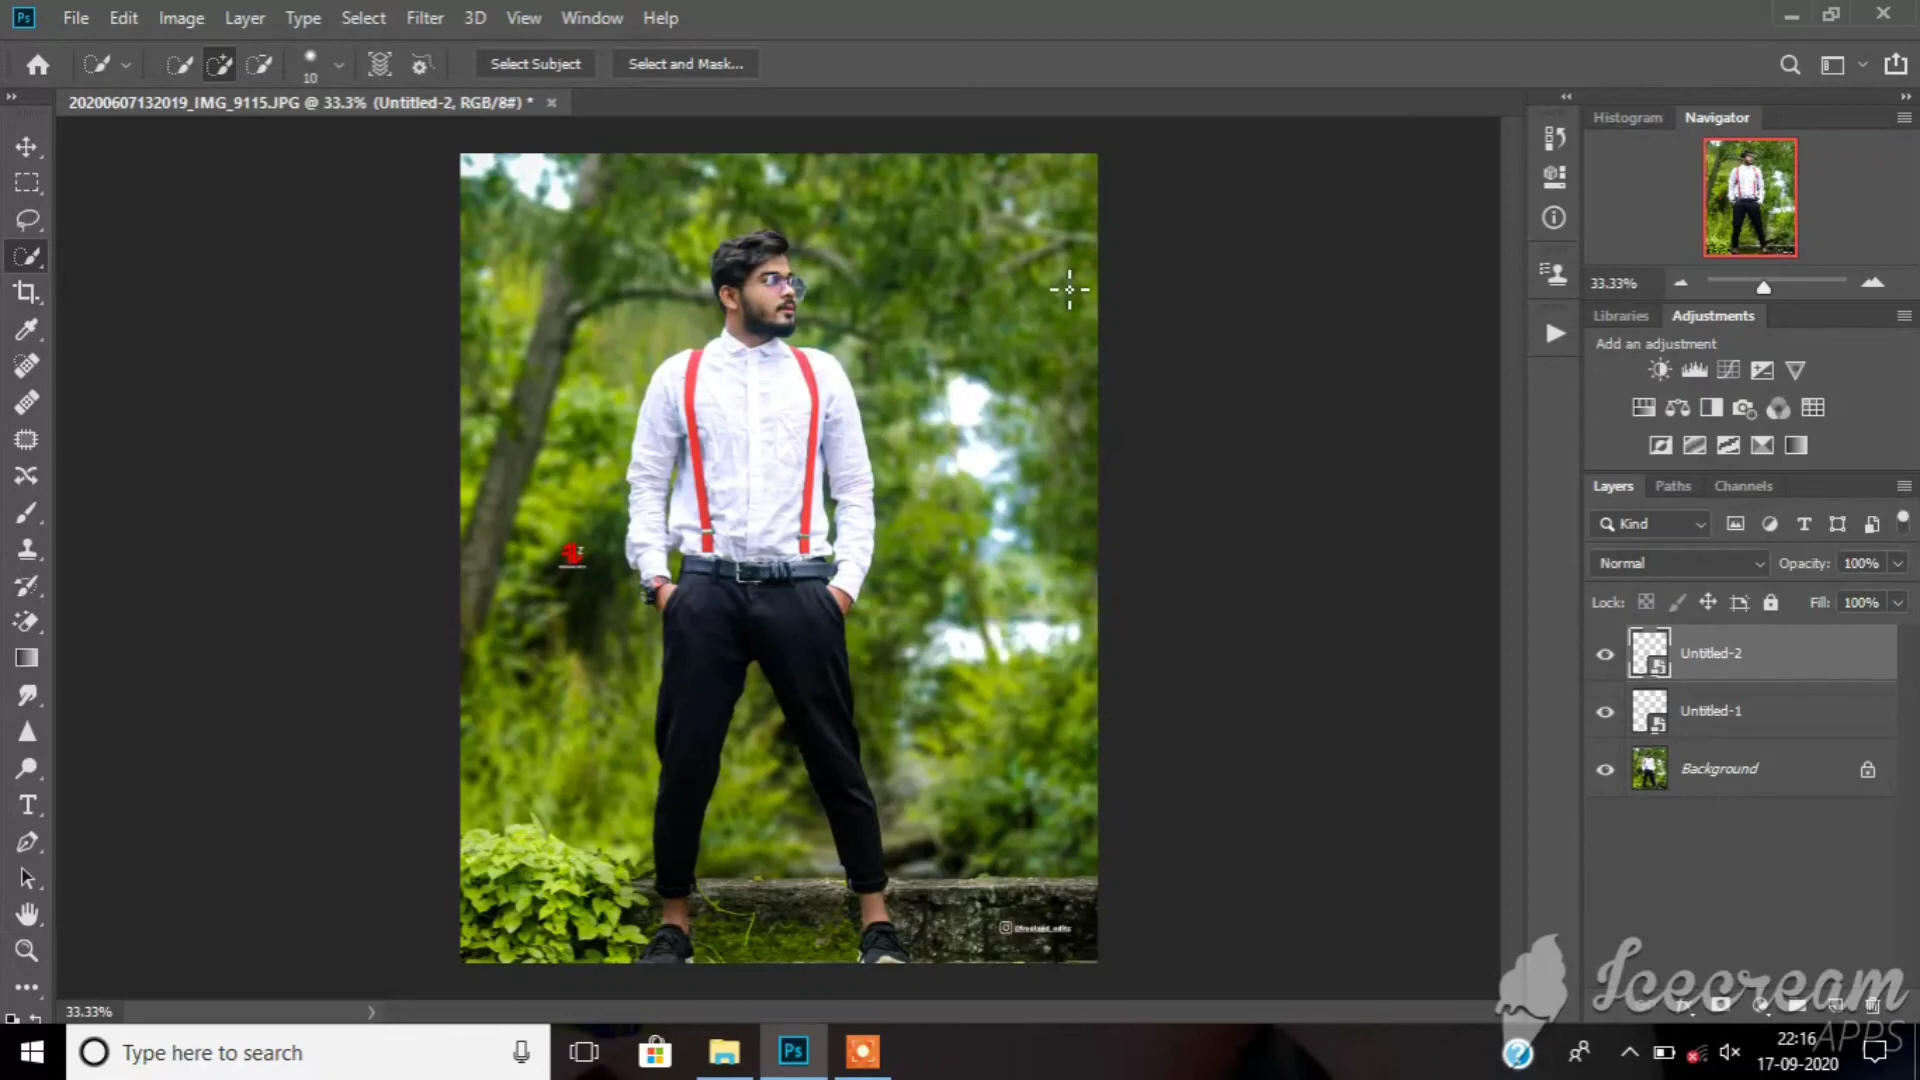 Ps File Edit Image Layer Type Select Filter 3D View Window Help
10 Select Subject Select and Mask...
20200607132019_IMG_9115.JPG @ 33.3% (Untitled-2, RGB/8#) * ×
Histogram Navigator
33.33%
Libraries Adjustments
Add an adjustment
Layers Paths Channels
Kind
Normal Opacity: 100%
Lock: Fill: 100%
Untitled-2
Untitled-1
Background
@freeland_editz
33.33%
Icecream
APPS
Type here to search
Ps
22:16
17-09-2020